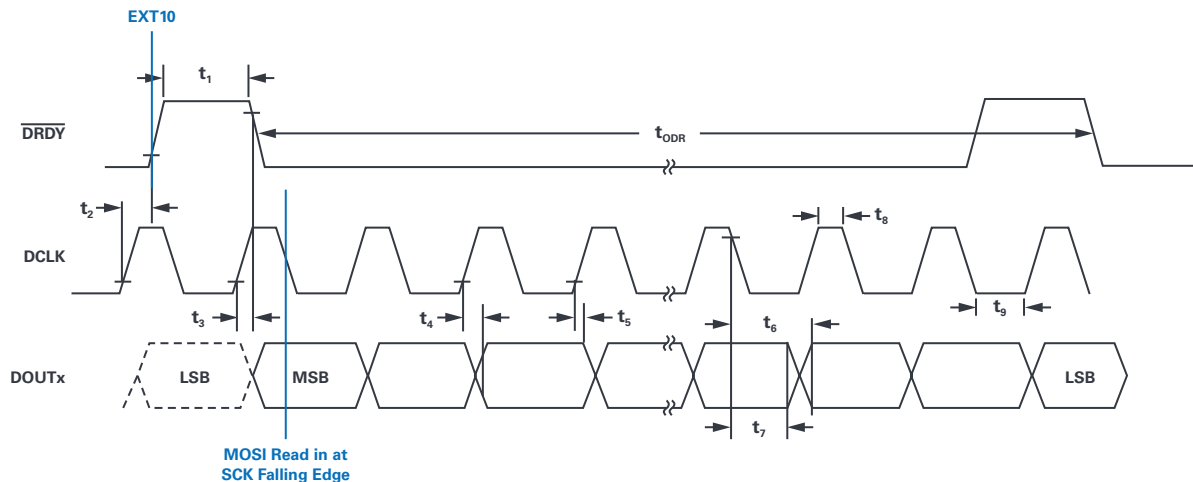 EXT10
t1
DRDY
tODR
t2
t8
DCLK
t3
t4
t5
t6
t9
DOUTx
LSB
MSB
LSB
t7
MOSI Read in at
SCK Falling Edge